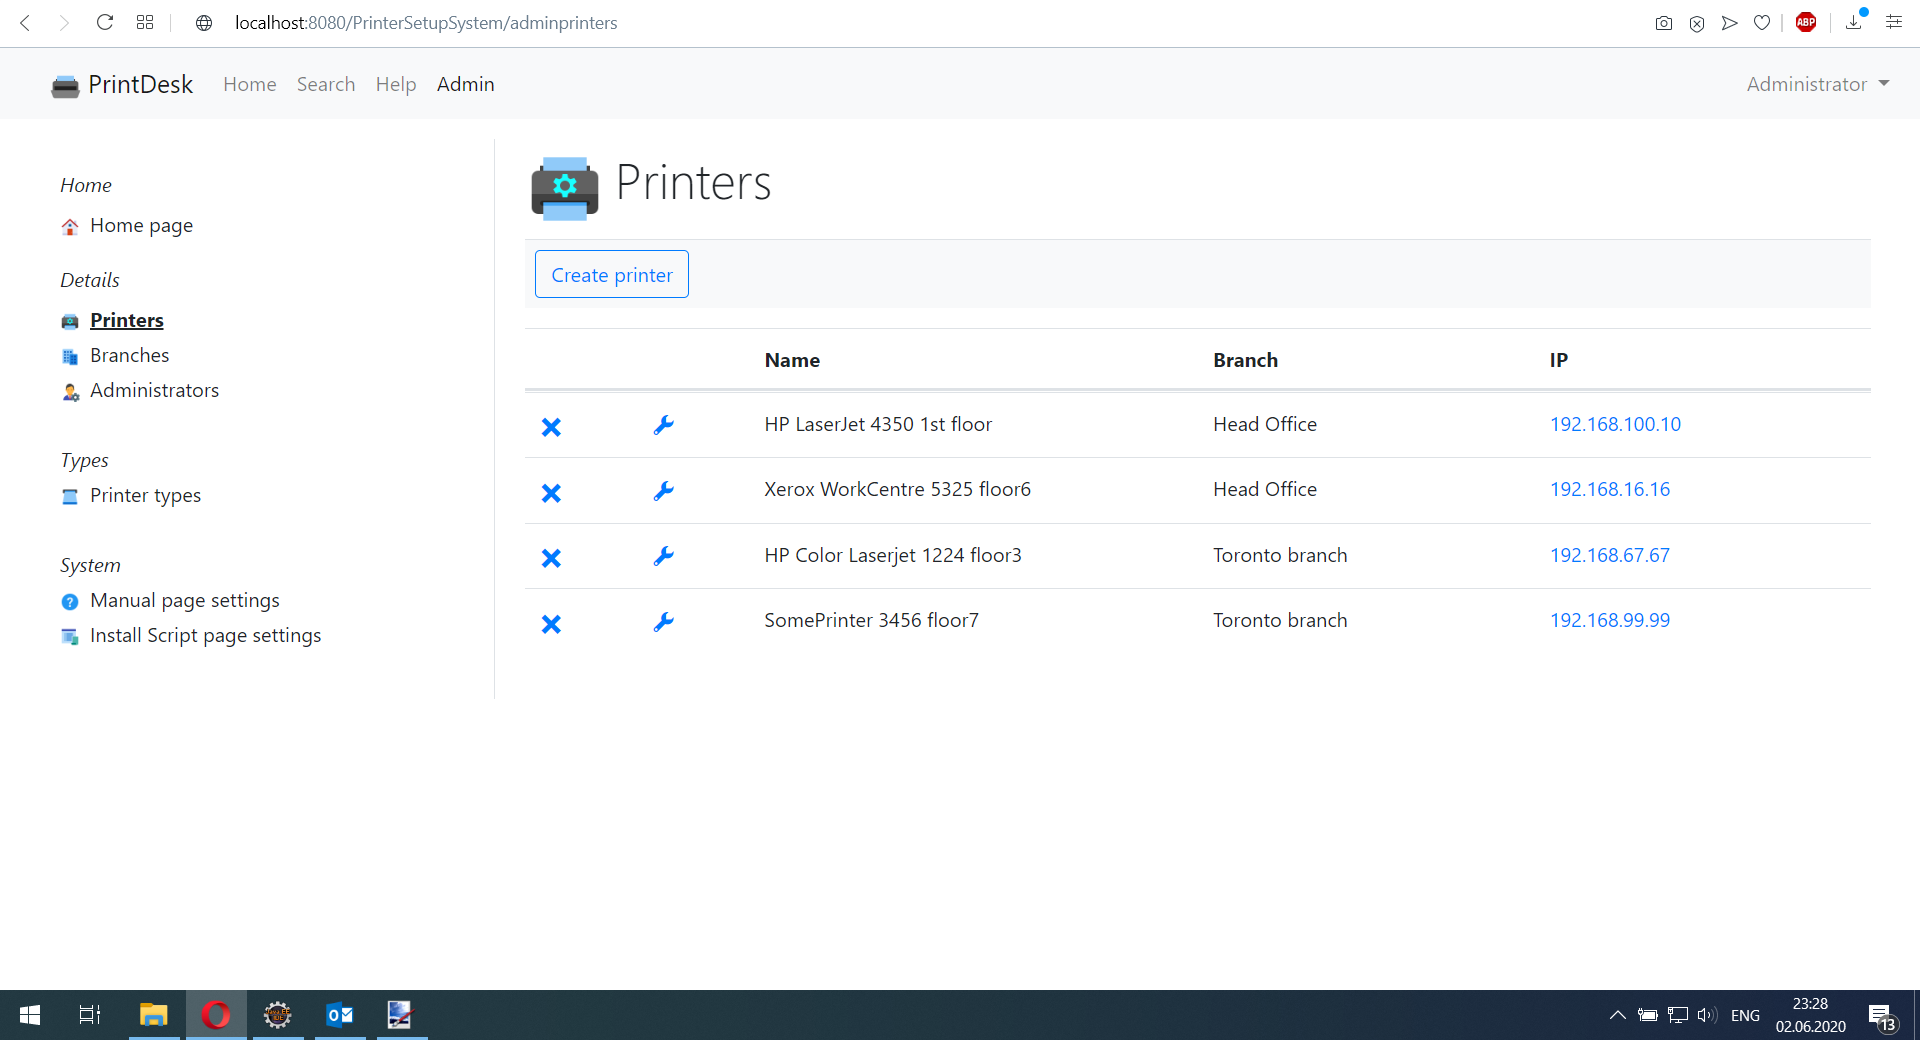 localhost:8080/PrinterSetupSystem/adminprinters
ABP
PrintDesk Home Search Help Admin Administrator
Home
Home page
Details
Printers
Branches
Administrators
Types
Printer types
System
Manual page settings
Install Script page settings
Printers
Create printer
Name Branch IP
HP LaserJet 4350 1st floor Head Office 192.168.100.10
Xerox WorkCentre 5325 floor6 Head Office 192.168.16.16
HP Color Laserjet 1224 floor3 Toronto branch 192.168.67.67
SomePrinter 3456 floor7 Toronto branch 192.168.99.99
ENG
23:28
02.06.2020
13